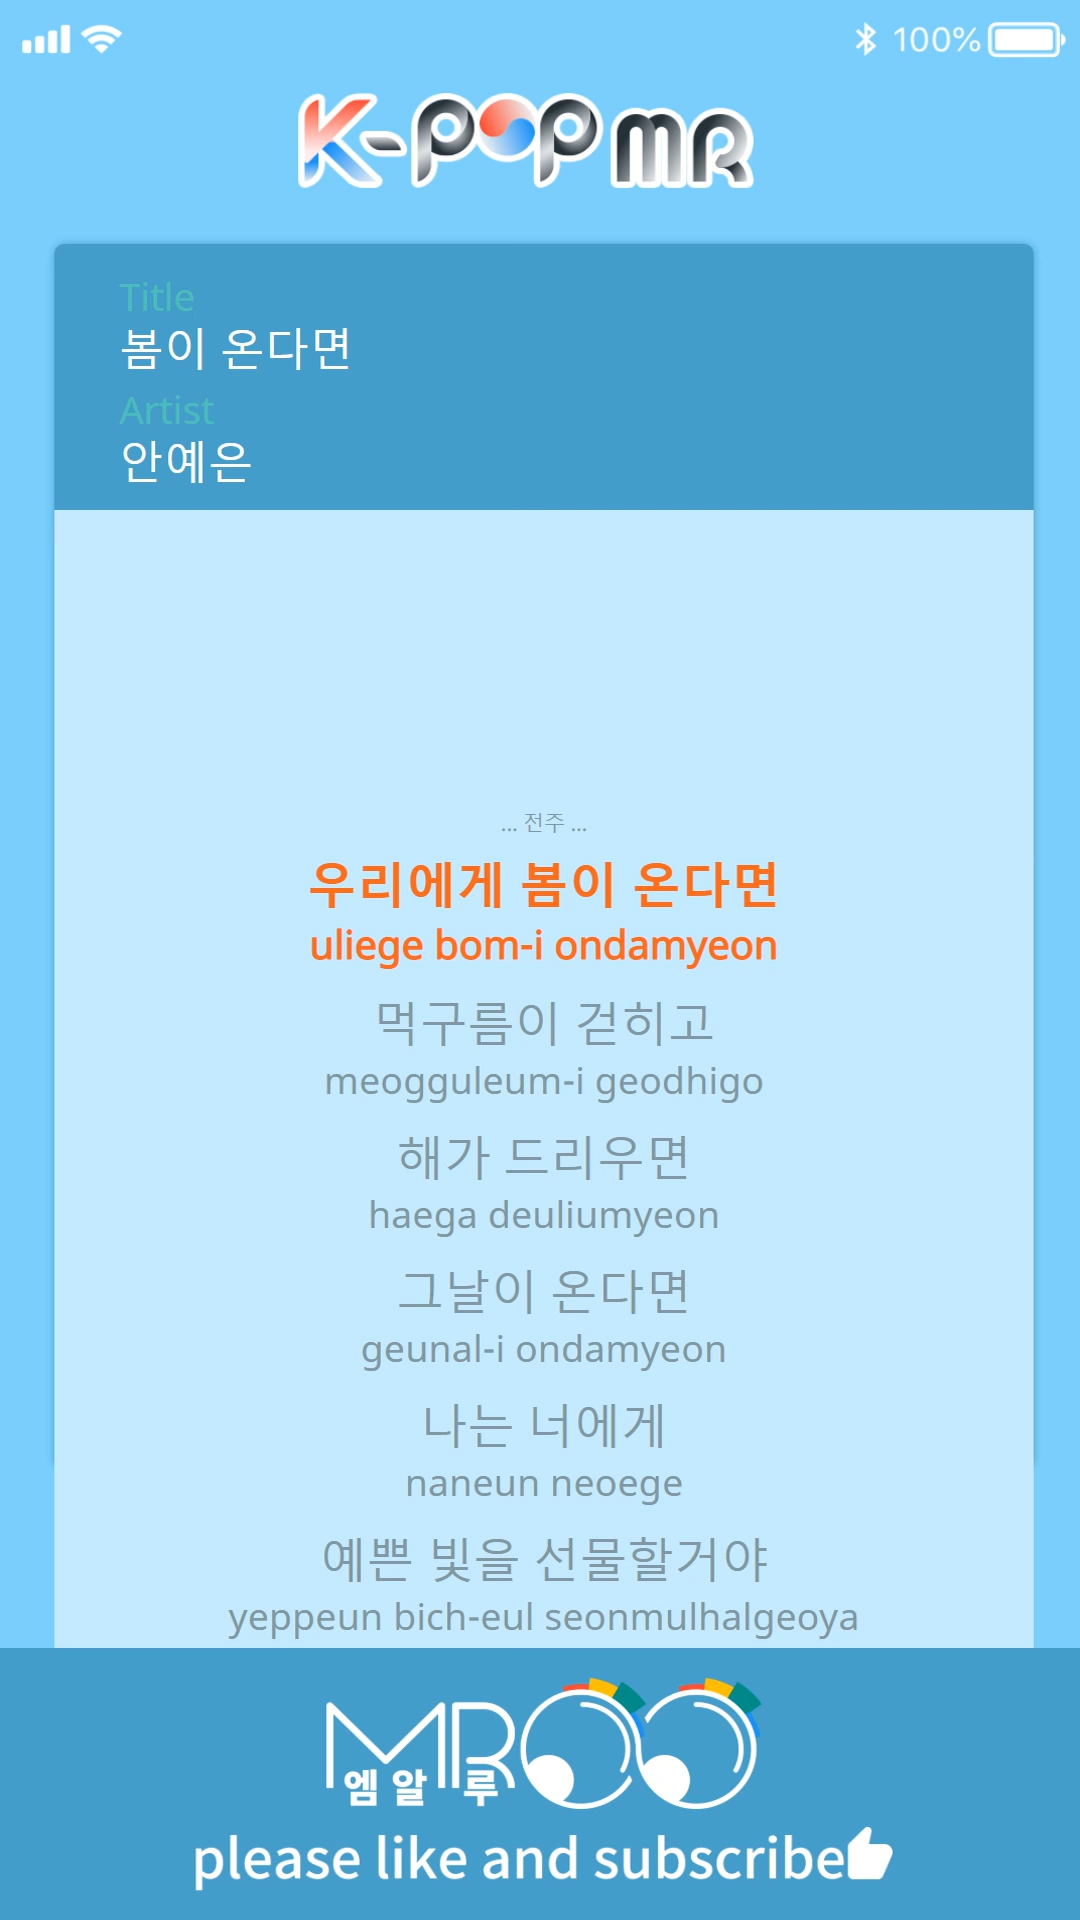 100%
K-POP MR
Title
봄이 온다면
Artist
안예은
... 전주 ...
우리에게 봄이 온다면
uliege bom-i ondamyeon
먹구름이 걷히고
meogguleum-i geodhigo
해가 드리우면
haega deuliumyeon
그날이 온다면
geunal-i ondamyeon
나는 너에게
naneun neoege
예쁜 빛을 선물할거야
yeppeun bich-eul seonmulhalgeoya
MROO
엠알루
please like and subscribe